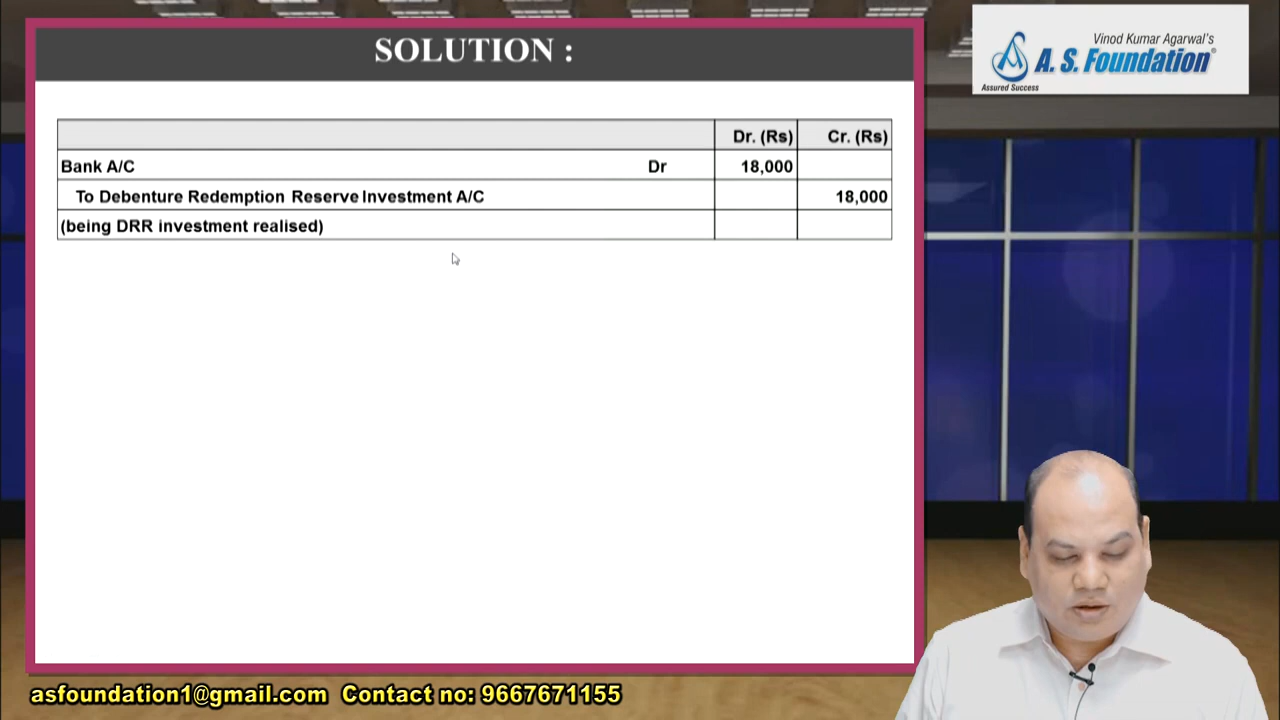 SOLUTION :
Vinod Kumar Agarwal's
A. S. Foundation®
Assured Success
Dr. (Rs) Cr. (Rs)
Bank A/C Dr 18,000
To Debenture Redemption Reserve Investment A/C 18,000
(being DRR investment realised)
asfoundation1@gmail.com Contact no: 9667671155